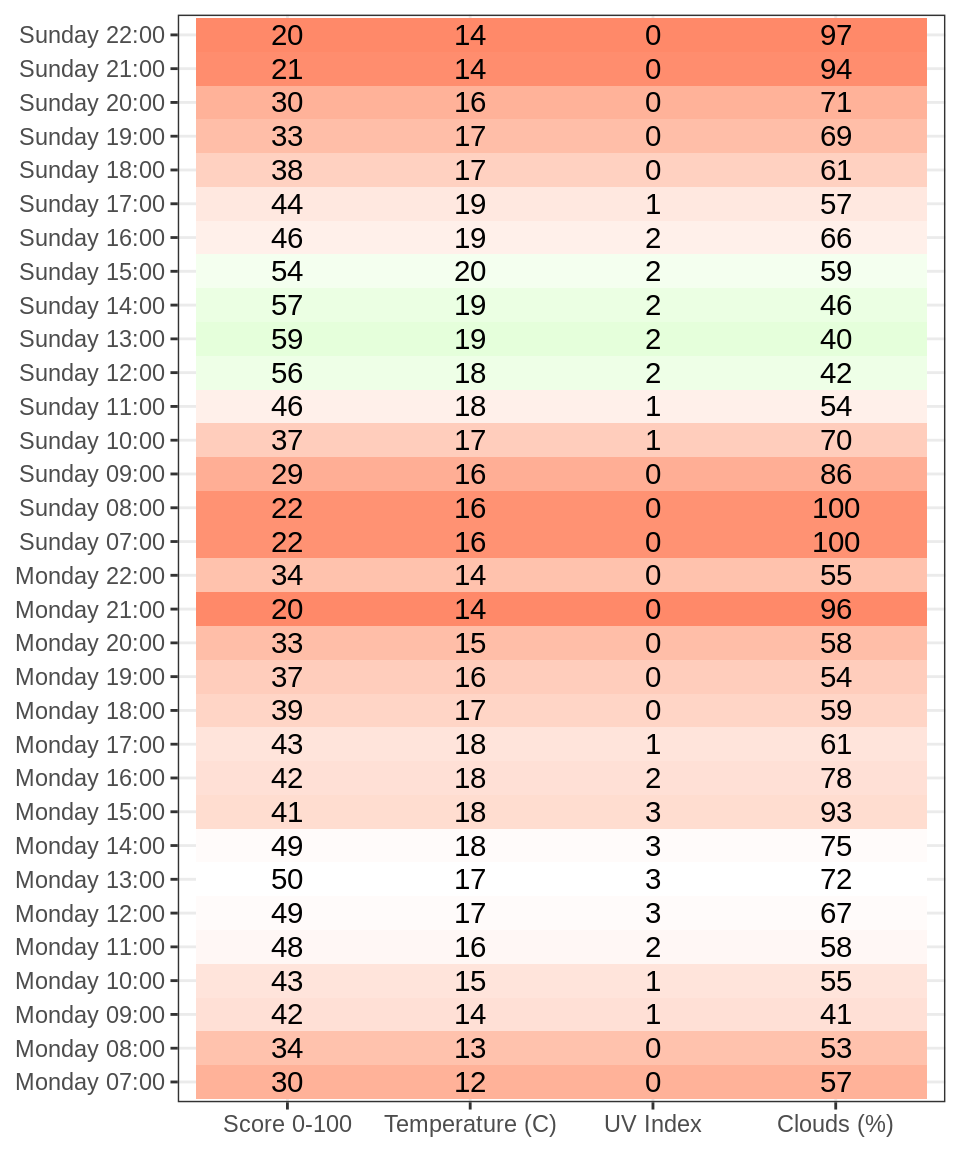 Sunday 22:00 20 14 0 97
Sunday 21:00 21 14 0 94
Sunday 20:00 30 16 0 71
Sunday 19:00 33 17 0 69
Sunday 18:00 38 17 0 61
Sunday 17:00 44 19 1 57
Sunday 16:00 46 19 2 66
Sunday 15:00 54 20 2 59
Sunday 14:00 57 19 2 46
Sunday 13:00 59 19 2 40
Sunday 12:00 56 18 2 42
Sunday 11:00 46 18 1 54
Sunday 10:00 37 17 1 70
Sunday 09:00 29 16 0 86
Sunday 08:00 22 16 0 100
Sunday 07:00 22 16 0 100
Monday 22:00 34 14 0 55
Monday 21:00 20 14 0 96
Monday 20:00 33 15 0 58
Monday 19:00 37 16 0 54
Monday 18:00 39 17 0 59
Monday 17:00 43 18 1 61
Monday 16:00 42 18 2 78
Monday 15:00 41 18 3 93
Monday 14:00 49 18 3 75
Monday 13:00 50 17 3 72
Monday 12:00 49 17 3 67
Monday 11:00 48 16 2 58
Monday 10:00 43 15 1 55
Monday 09:00 42 14 1 41
Monday 08:00 34 13 0 53
Monday 07:00 30 12 0 57
Score 0-100 Temperature (C) UV Index Clouds (%)